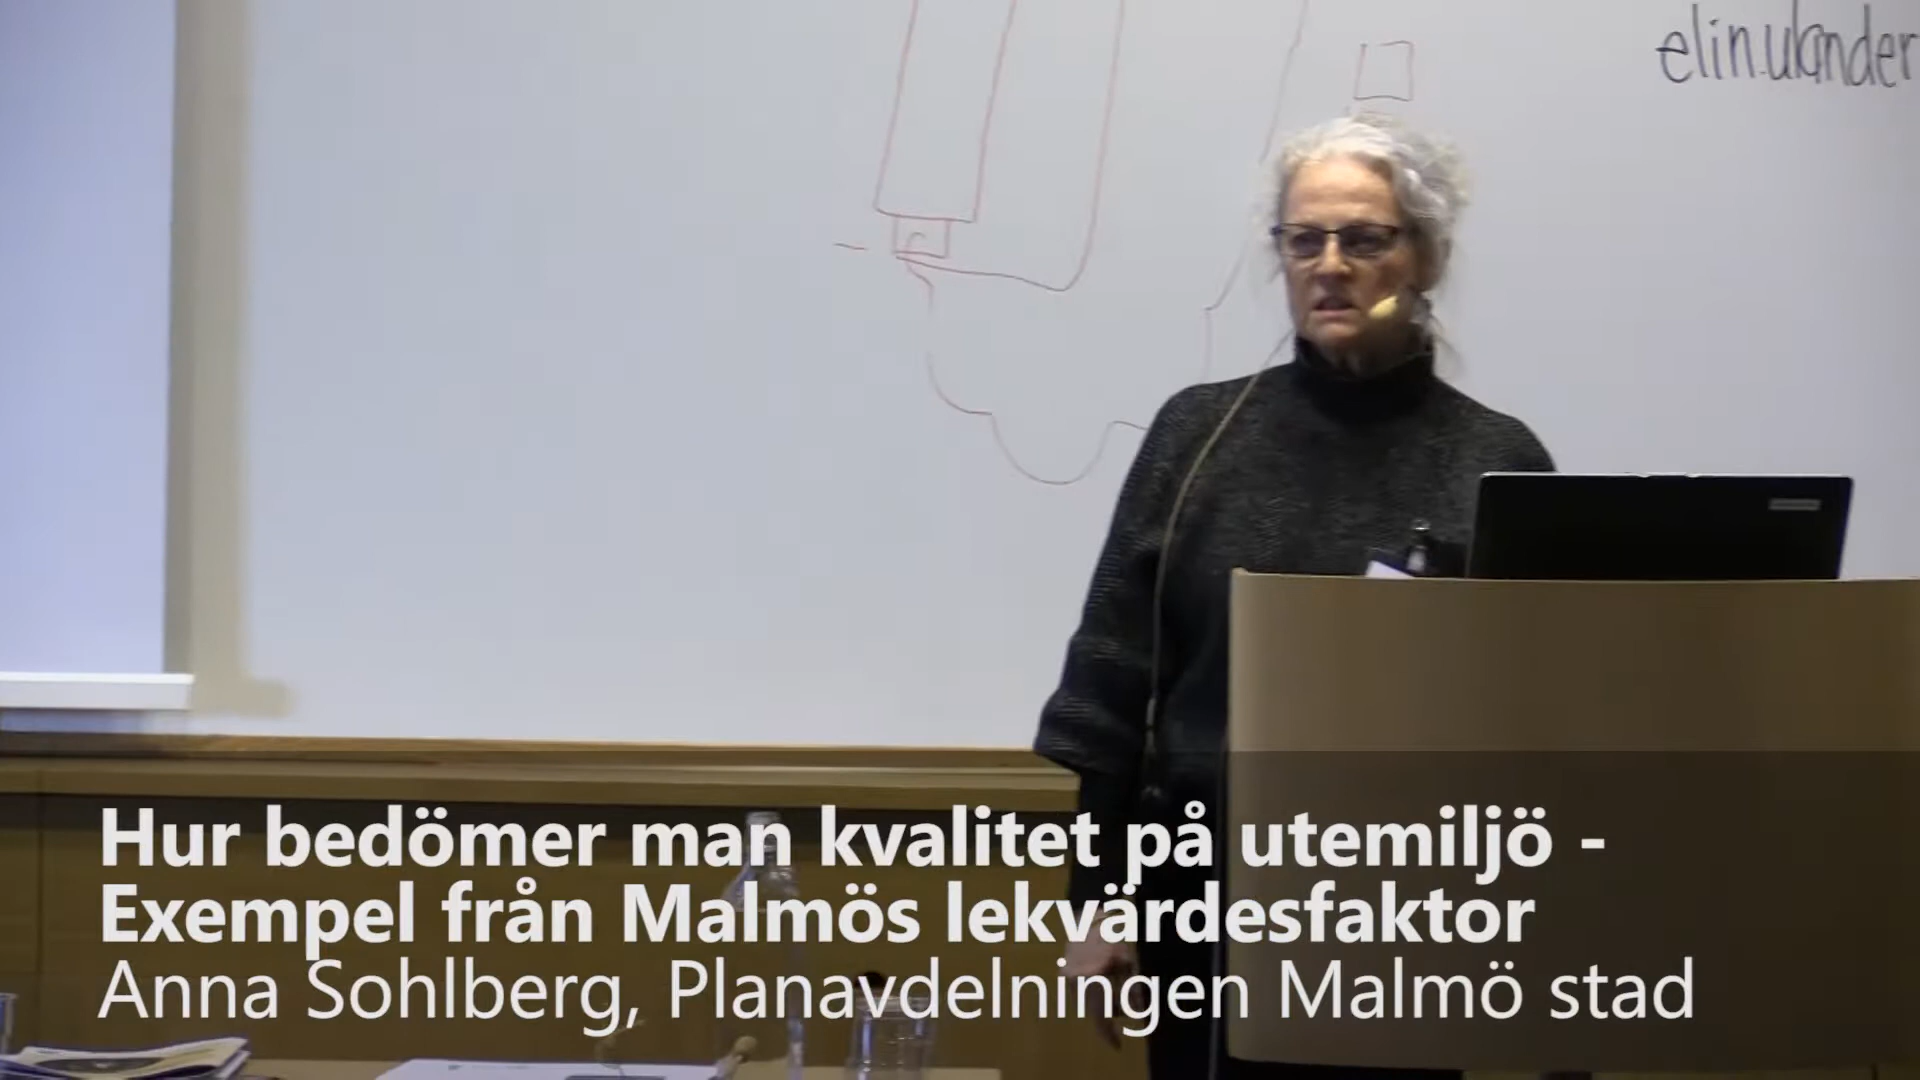 elin.ulander
Hur bedömer man kvalitet på utemiljö -
Exempel från Malmös lekvärdesfaktor
Anna Sohlberg, Planavdelningen Malmö stad